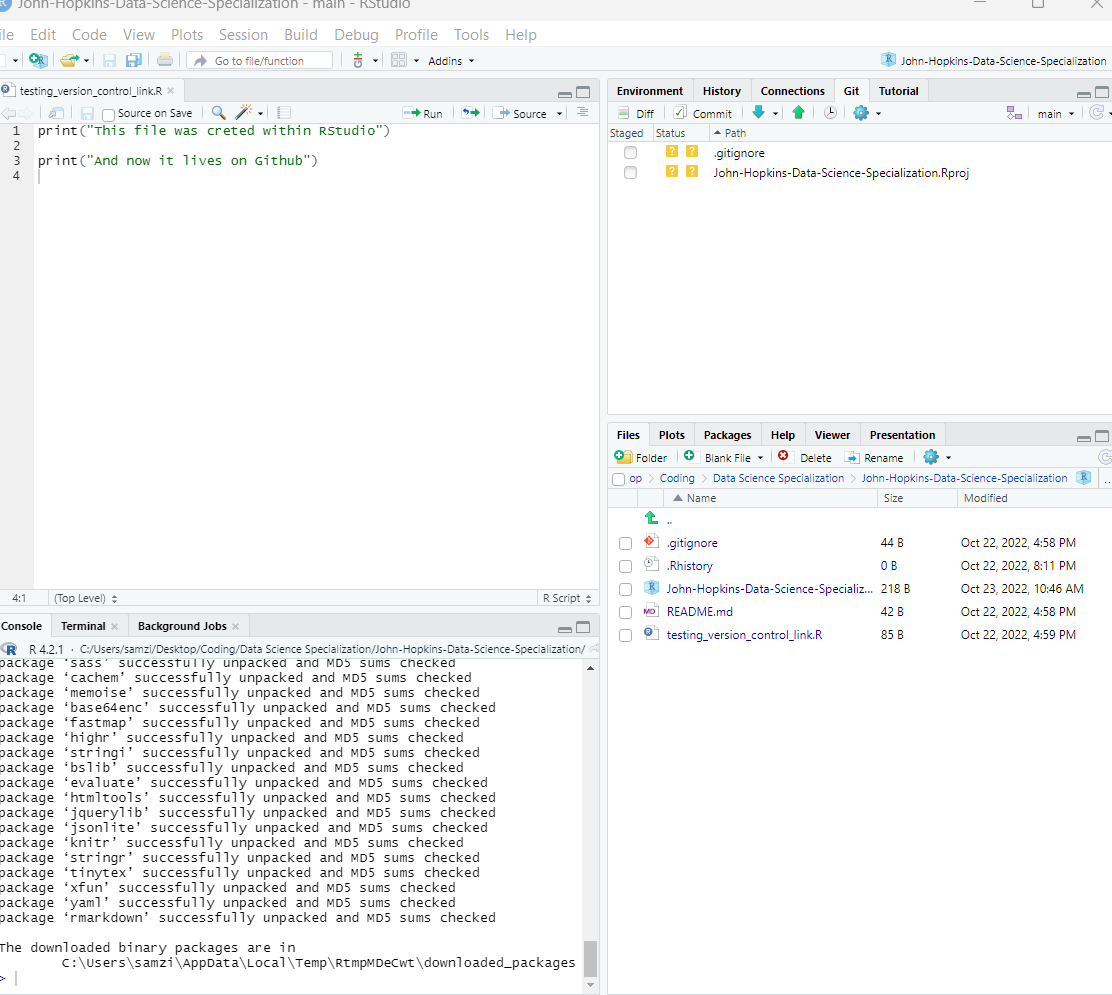 John-Hopkins-Data-Science-Specialization - main - RStudio
ile Edit Code View Plots Session Build Debug Profile Tools Help
Go to file/function Addins John-Hopkins-Data-Science-Specialization
testing_version_control_link.R
Source on Save Run Source
1 print("This file was creted within RStudio")
2
3 print("And now it lives on Github")
4
4:1 (Top Level) R Script
Console Terminal Background Jobs
R 4.2.1 · C:/Users/samzi/Desktop/Coding/Data Science Specialization/John-Hopkins-Data-Science-Specialization/
package ‘sass’ successfully unpacked and MD5 sums checked
package ‘cachem’ successfully unpacked and MD5 sums checked
package ‘memoise’ successfully unpacked and MD5 sums checked
package ‘base64enc’ successfully unpacked and MD5 sums checked
package ‘fastmap’ successfully unpacked and MD5 sums checked
package ‘highr’ successfully unpacked and MD5 sums checked
package ‘stringi’ successfully unpacked and MD5 sums checked
package ‘bslib’ successfully unpacked and MD5 sums checked
package ‘evaluate’ successfully unpacked and MD5 sums checked
package ‘htmltools’ successfully unpacked and MD5 sums checked
package ‘jquerylib’ successfully unpacked and MD5 sums checked
package ‘jsonlite’ successfully unpacked and MD5 sums checked
package ‘knitr’ successfully unpacked and MD5 sums checked
package ‘stringr’ successfully unpacked and MD5 sums checked
package ‘tinytex’ successfully unpacked and MD5 sums checked
package ‘xfun’ successfully unpacked and MD5 sums checked
package ‘yaml’ successfully unpacked and MD5 sums checked
package ‘rmarkdown’ successfully unpacked and MD5 sums checked
The downloaded binary packages are in
C:\Users\samzi\AppData\Local\Temp\RtmpMDeCwt\downloaded_packages
>
Environment History Connections Git Tutorial
Diff Commit main
Staged Status Path
? ? .gitignore
? ? John-Hopkins-Data-Science-Specialization.Rproj
Files Plots Packages Help Viewer Presentation
Folder Blank File Delete Rename
op > Coding > Data Science Specialization > John-Hopkins-Data-Science-Specialization ..
Name Size Modified
..
.gitignore 44 B Oct 22, 2022, 4:58 PM
.Rhistory 0 B Oct 22, 2022, 8:11 PM
John-Hopkins-Data-Science-Specializ... 218 B Oct 23, 2022, 10:46 AM
MD README.md 42 B Oct 22, 2022, 4:58 PM
testing_version_control_link.R 85 B Oct 22, 2022, 4:59 PM